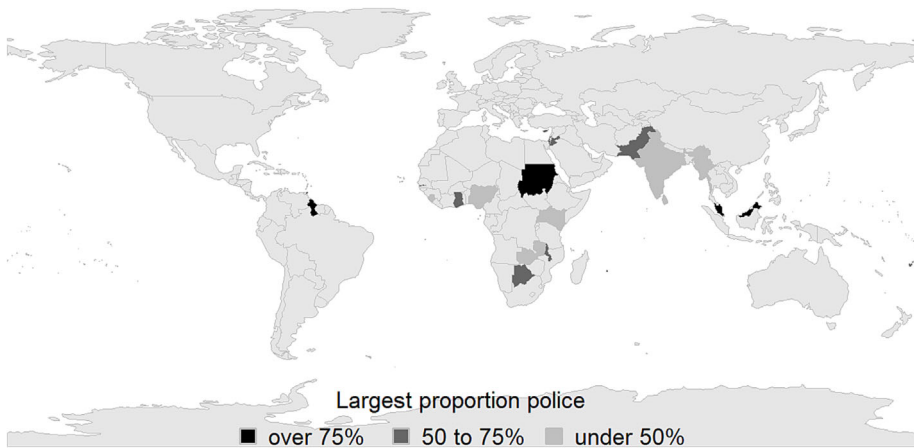 Largest proportion police
over 75% 50 to 75% under 50%